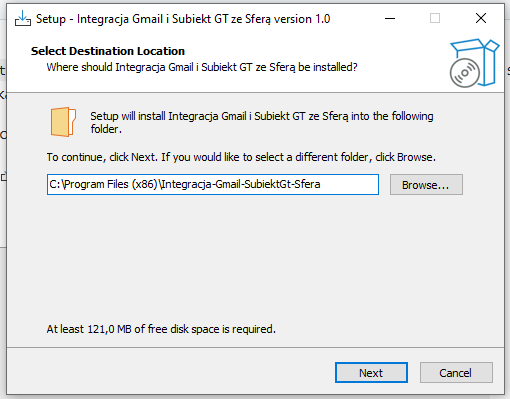 Setup - Integracja Gmail i Subiekt GT ze Sferą version 1.0
Select Destination Location
Where should Integracja Gmail i Subiekt GT ze Sferą be installed?
Setup will install Integracja Gmail i Subiekt GT ze Sferą into the following
folder.
To continue, click Next. If you would like to select a different folder, click Browse.
C:\Program Files (x86)\Integracja-Gmail-SubiektGt-Sfera
Browse...
At least 121,0 MB of free disk space is required.
Next
Cancel